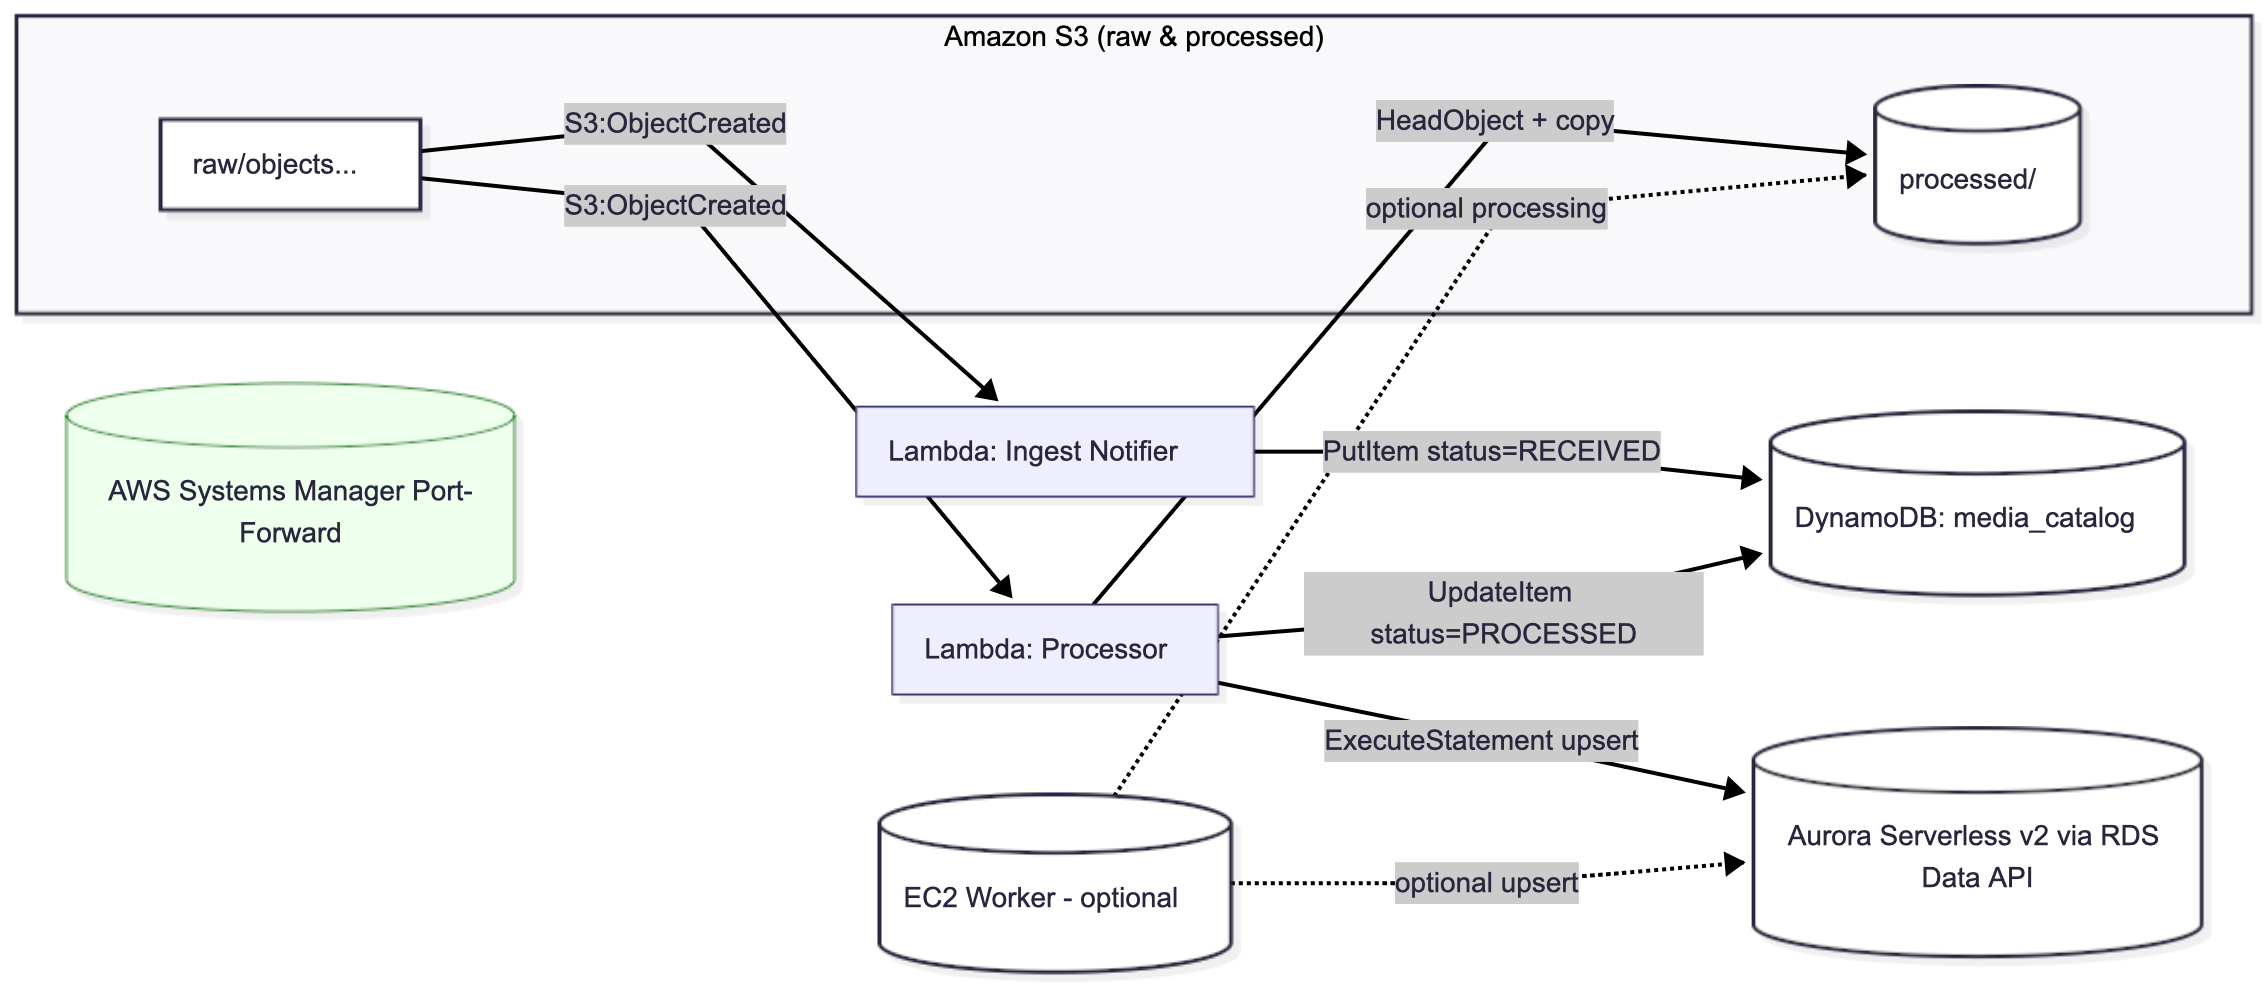 Amazon S3 (raw & processed)
raw/objects...
S3:ObjectCreated
S3:ObjectCreated
HeadObject + copy
optional processing
processed/
AWS Systems Manager Port-
Forward
Lambda: Ingest Notifier
PutItem status=RECEIVED
DynamoDB: media_catalog
Lambda: Processor
UpdateItem
status=PROCESSED
ExecuteStatement upsert
Aurora Serverless v2 via RDS
Data API
EC2 Worker - optional
optional upsert